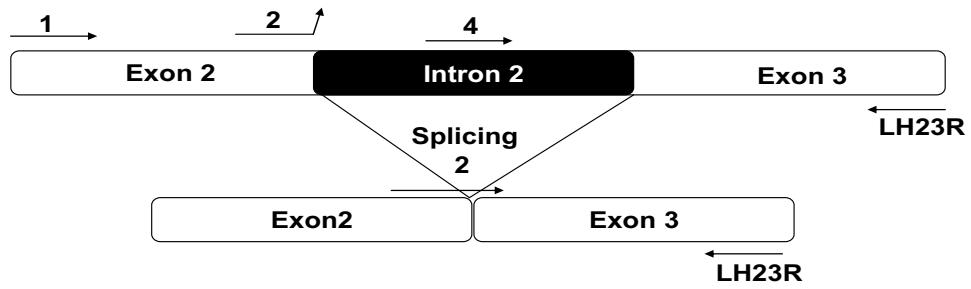 1
2
4
Exon 2
Intron 2
Exon 3
LH23R
Splicing
2
Exon2
Exon 3
LH23R